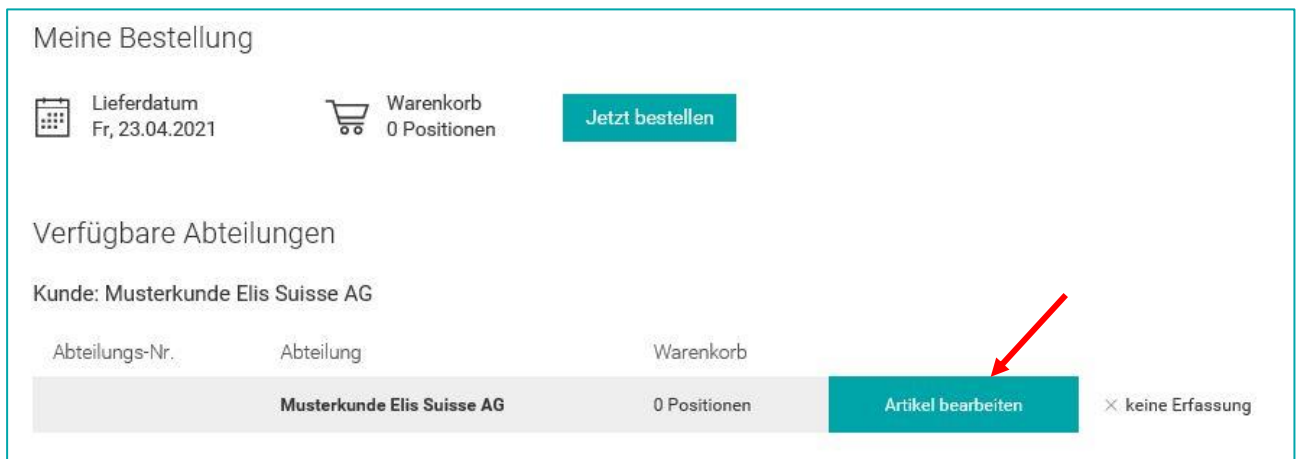 Meine Bestellung
Lieferdatum
Fr, 23.04.2021
Warenkorb
0 Positionen
Jetzt bestellen
Verfügbare Abteilungen
Kunde: Musterkunde Elis Suisse AG
Abteilungs-Nr. Abteilung Warenkorb
Musterkunde Elis Suisse AG 0 Positionen Artikel bearbeiten × keine Erfassung